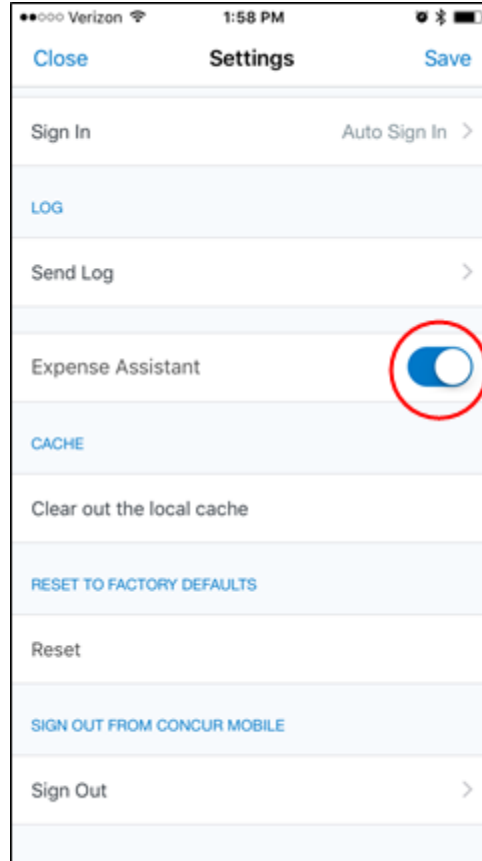 Verizon 1:58 PM
Close Settings Save
Sign In Auto Sign In
LOG
Send Log
Expense Assistant
CACHE
Clear out the local cache
RESET TO FACTORY DEFAULTS
Reset
SIGN OUT FROM CONCUR MOBILE
Sign Out